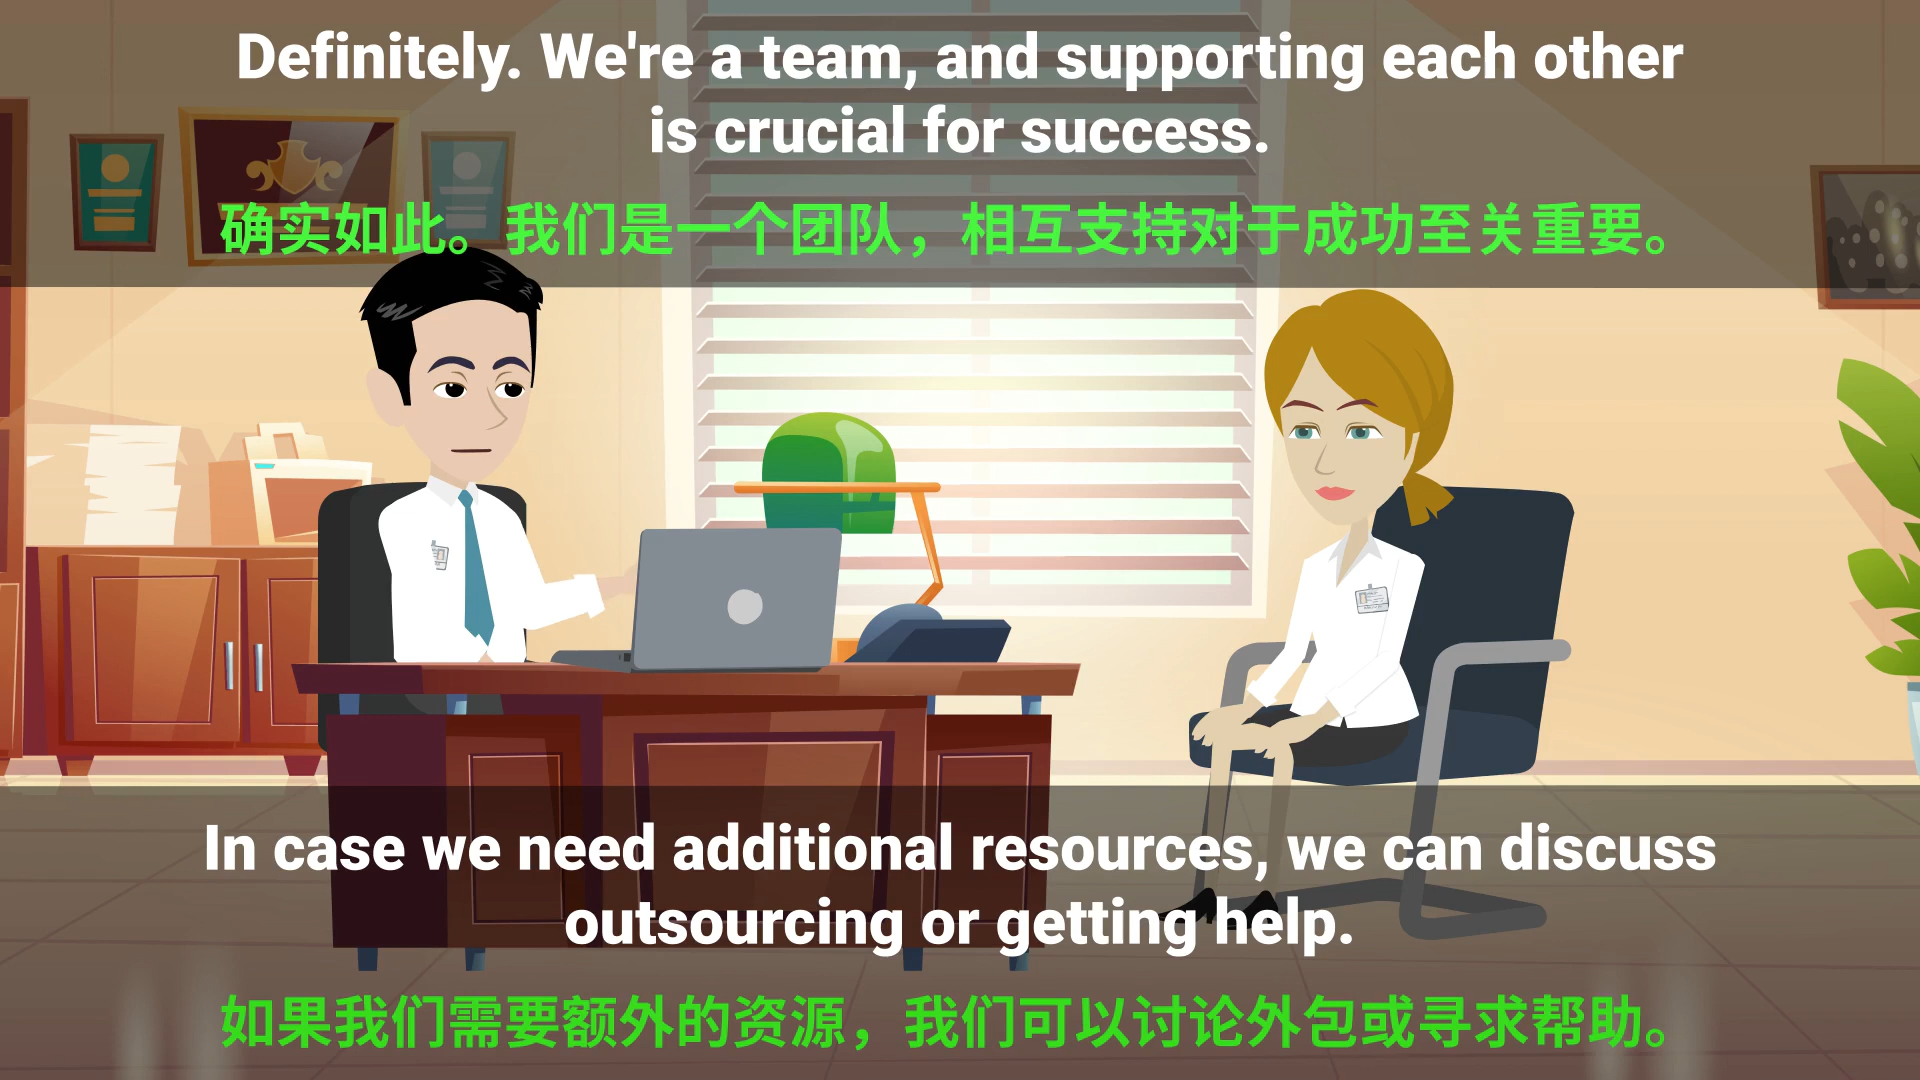 Definitely. We're a team, and supporting each other
is crucial for success.
确实如此。我们是一个团队，相互支持对于成功至关重要。
In case we need additional resources, we can discuss
outsourcing or getting help.
如果我们需要额外的资源，我们可以讨论外包或寻求帮助。